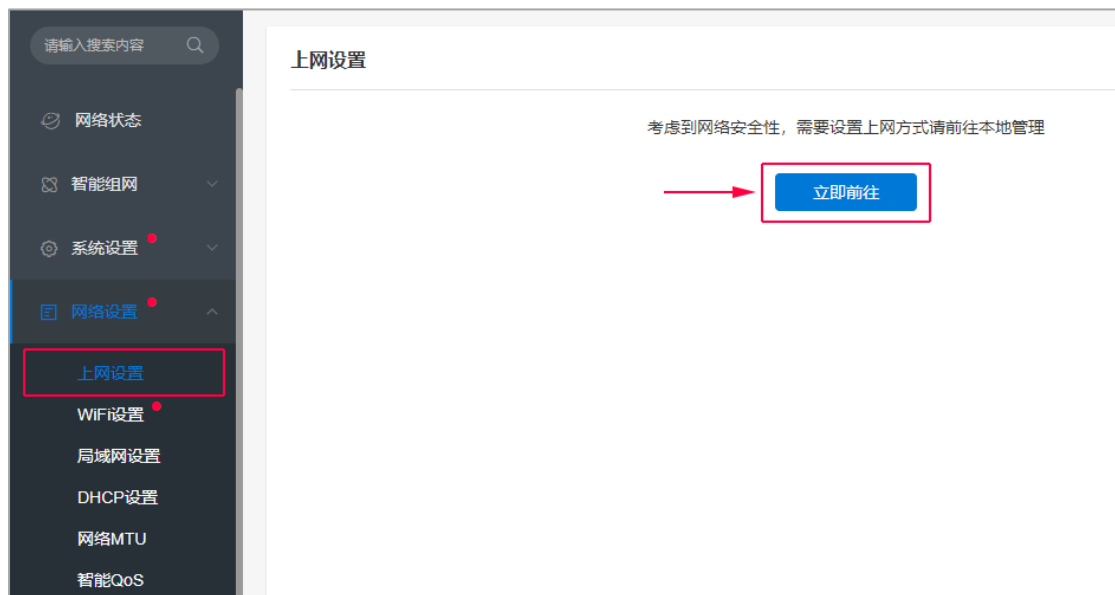 请输入搜索内容
网络状态
智能组网
系统设置
网络设置
上网设置
WiFi设置
局域网设置
DHCP设置
网络MTU
智能QoS
上网设置
考虑到网络安全性，需要设置上网方式请前往本地管理
立即前往